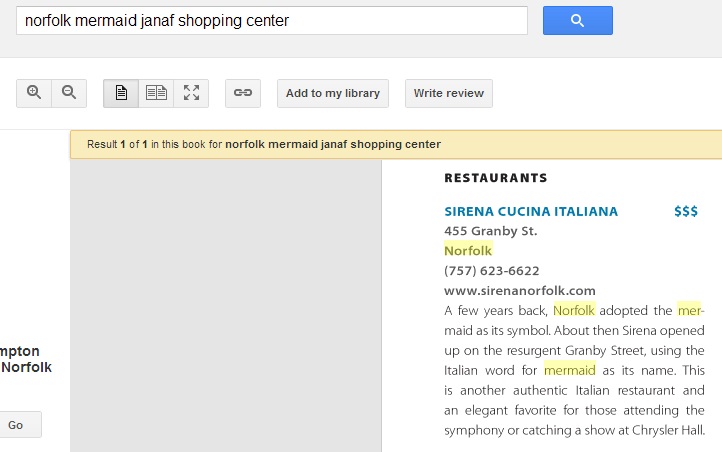 norfolk mermaid janaf shopping center
Add to my library
Write review
Result 1 of 1 in this book for norfolk mermaid janaf shopping center
RESTAURANTS
SIRENA CUCINA ITALIANA $$$
455 Granby St.
Norfolk
(757) 623-6622
www.sirenanorfolk.com
A few years back, Norfolk adopted the mer-
maid as its symbol. About then Sirena opened
up on the resurgent Granby Street, using the
Italian word for mermaid as its name. This
is another authentic Italian restaurant and
an elegant favorite for those attending the
symphony or catching a show at Chrysler Hall.
mpton
Norfolk
Go